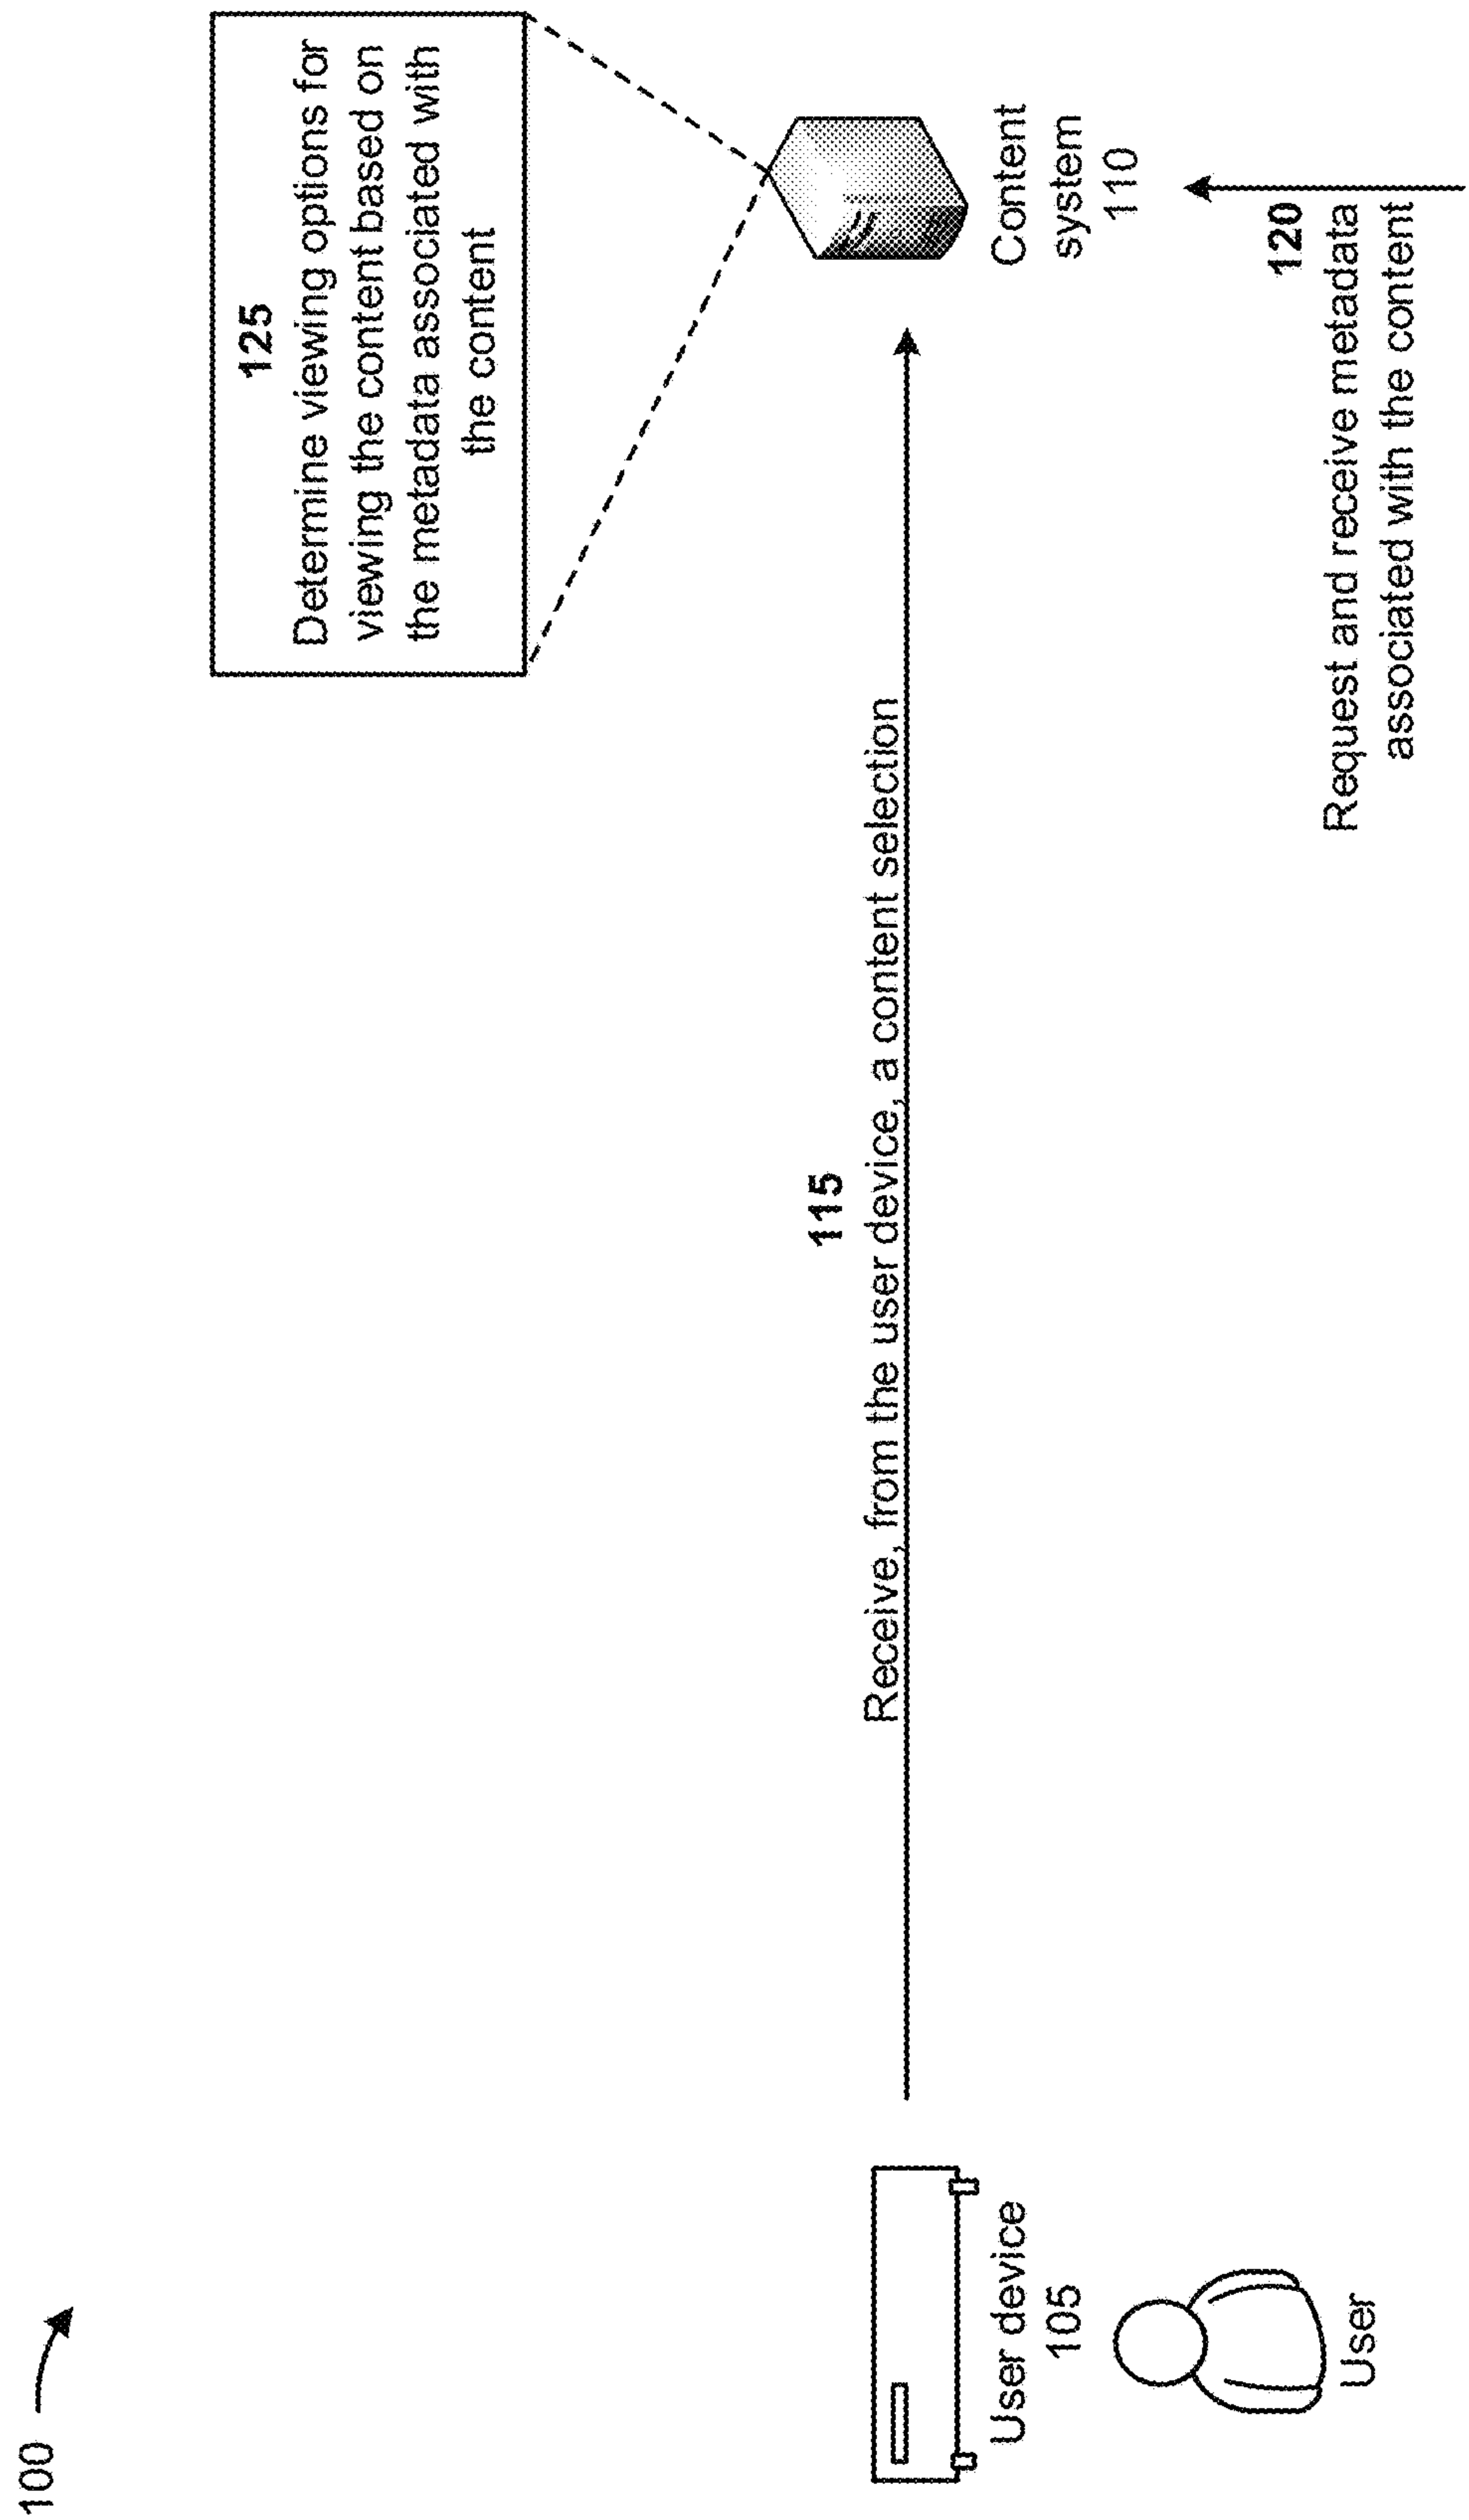 100
125
Determine viewing options for
viewing the content based on
the metadata associated with
the content
115
Receive, from the user device, a content selection
User device
105
User
Content
system
110
120
Request and receive metadata
associated with the content